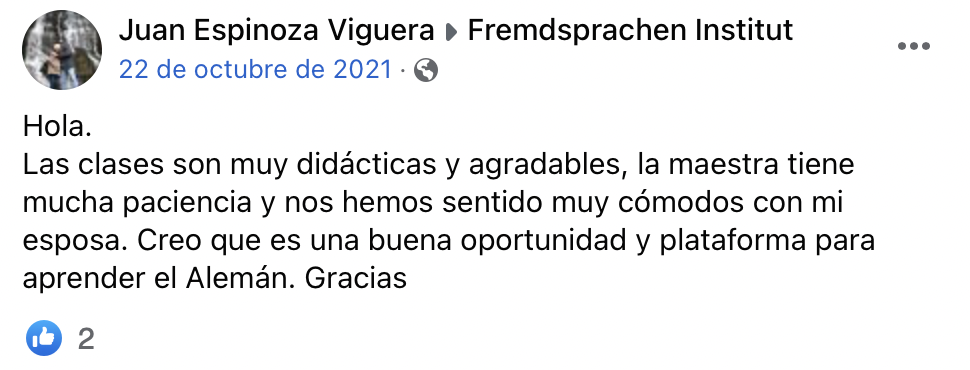 Juan Espinoza Viguera ▸ Fremdsprachen Institut
22 de octubre de 2021 ·
Hola.
Las clases son muy didácticas y agradables, la maestra tiene
mucha paciencia y nos hemos sentido muy cómodos con mi
esposa. Creo que es una buena oportunidad y plataforma para
aprender el Alemán. Gracias
2